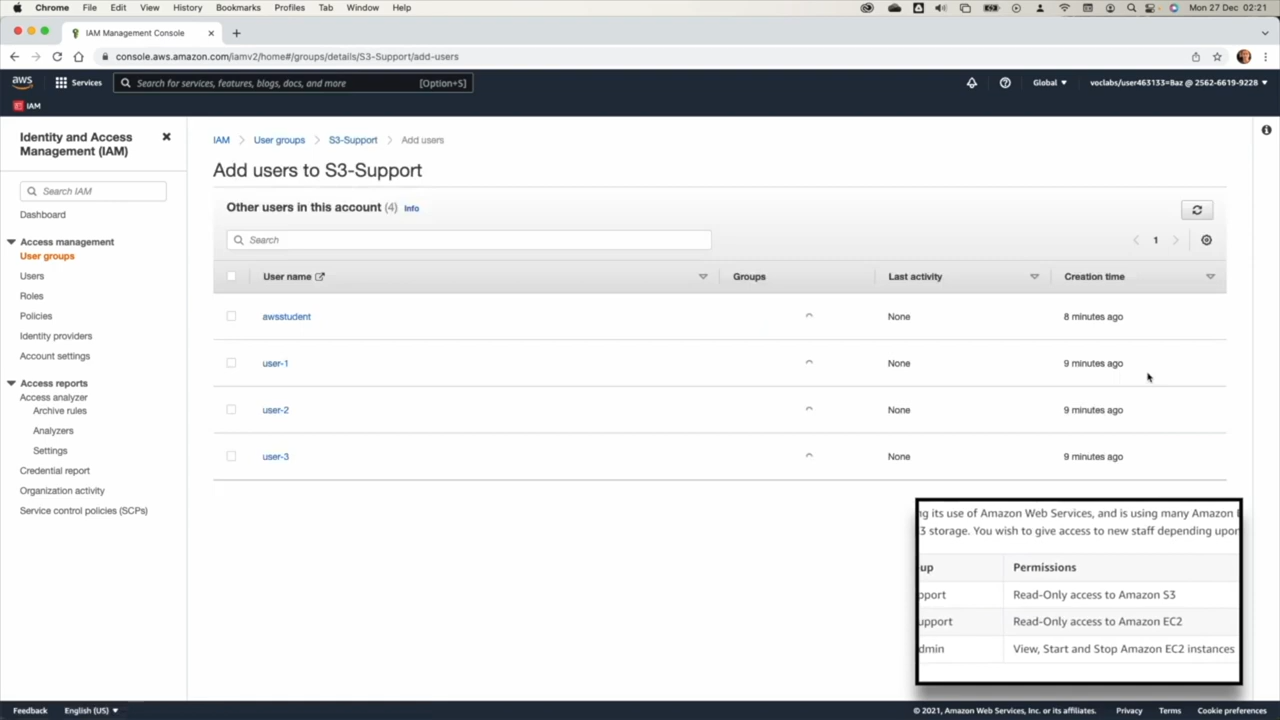 Chrome File Edit View History Bookmarks Profiles Tab Window Help Mon 27 Dec 02:21
IAM Management Console
console.aws.amazon.com/iamv2/home#/groups/details/S3-Support/add-users
aws Services Search for services, features, blogs, docs, and more [Option+S] Global voclabs/user463133=Baz @ 2562-6619-9228
IAM
Identity and Access
Management (IAM)
Search IAM
Dashboard
Access management
User groups
Users
Roles
Policies
Identity providers
Account settings
Access reports
Access analyzer
Archive rules
Analyzers
Settings
Credential report
Organization activity
Service control policies (SCPs)
IAM User groups S3-Support Add users
Add users to S3-Support
Other users in this account (4) Info
Search
1
User name Groups Last activity Creation time
awsstudent None 8 minutes ago
user-1 None 9 minutes ago
user-2 None 9 minutes ago
user-3 None 9 minutes ago
ng its use of Amazon Web Services, and is using many Amazon
3 storage. You wish to give access to new staff depending upor
up Permissions
pport Read-Only access to Amazon S3
upport Read-Only access to Amazon EC2
dmin View, Start and Stop Amazon EC2 instances
Feedback English (US) © 2021, Amazon Web Services, Inc. or its affiliates. Privacy Terms Cookie preferences